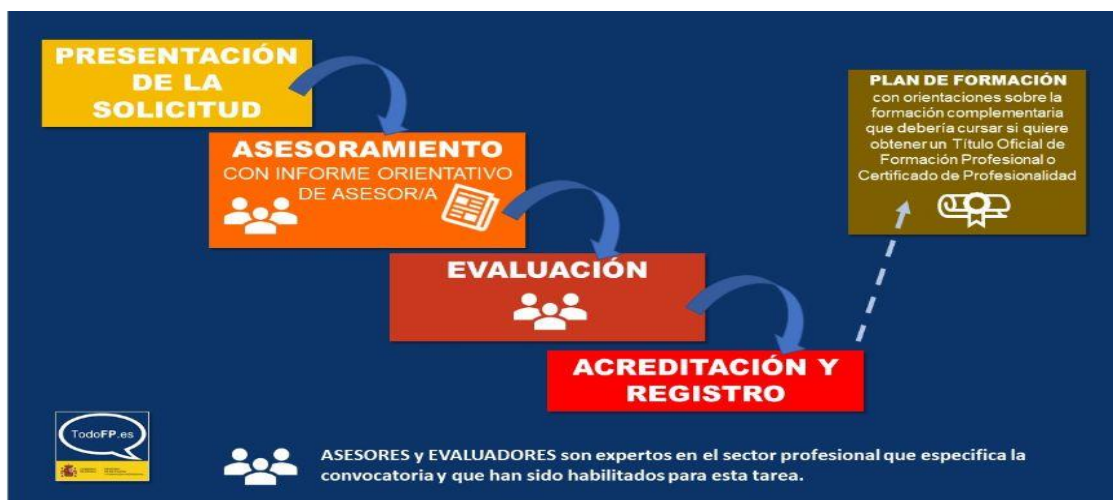 PRESENTACIÓN
DE LA
SOLICITUD
ASESORAMIENTO
CON INFORME ORIENTATIVO
DE ASESOR/A
EVALUACIÓN
ACREDITACIÓN Y
REGISTRO
PLAN DE FORMACIÓN
con orientaciones sobre la
formación complementaria
que debería cursar si quiere
obtener un Título Oficial de
Formación Profesional o
Certificado de Profesionalidad
TodoFP.es
ASESORES y EVALUADORES son expertos en el sector profesional que especifica la
convocatoria y que han sido habilitados para esta tarea.